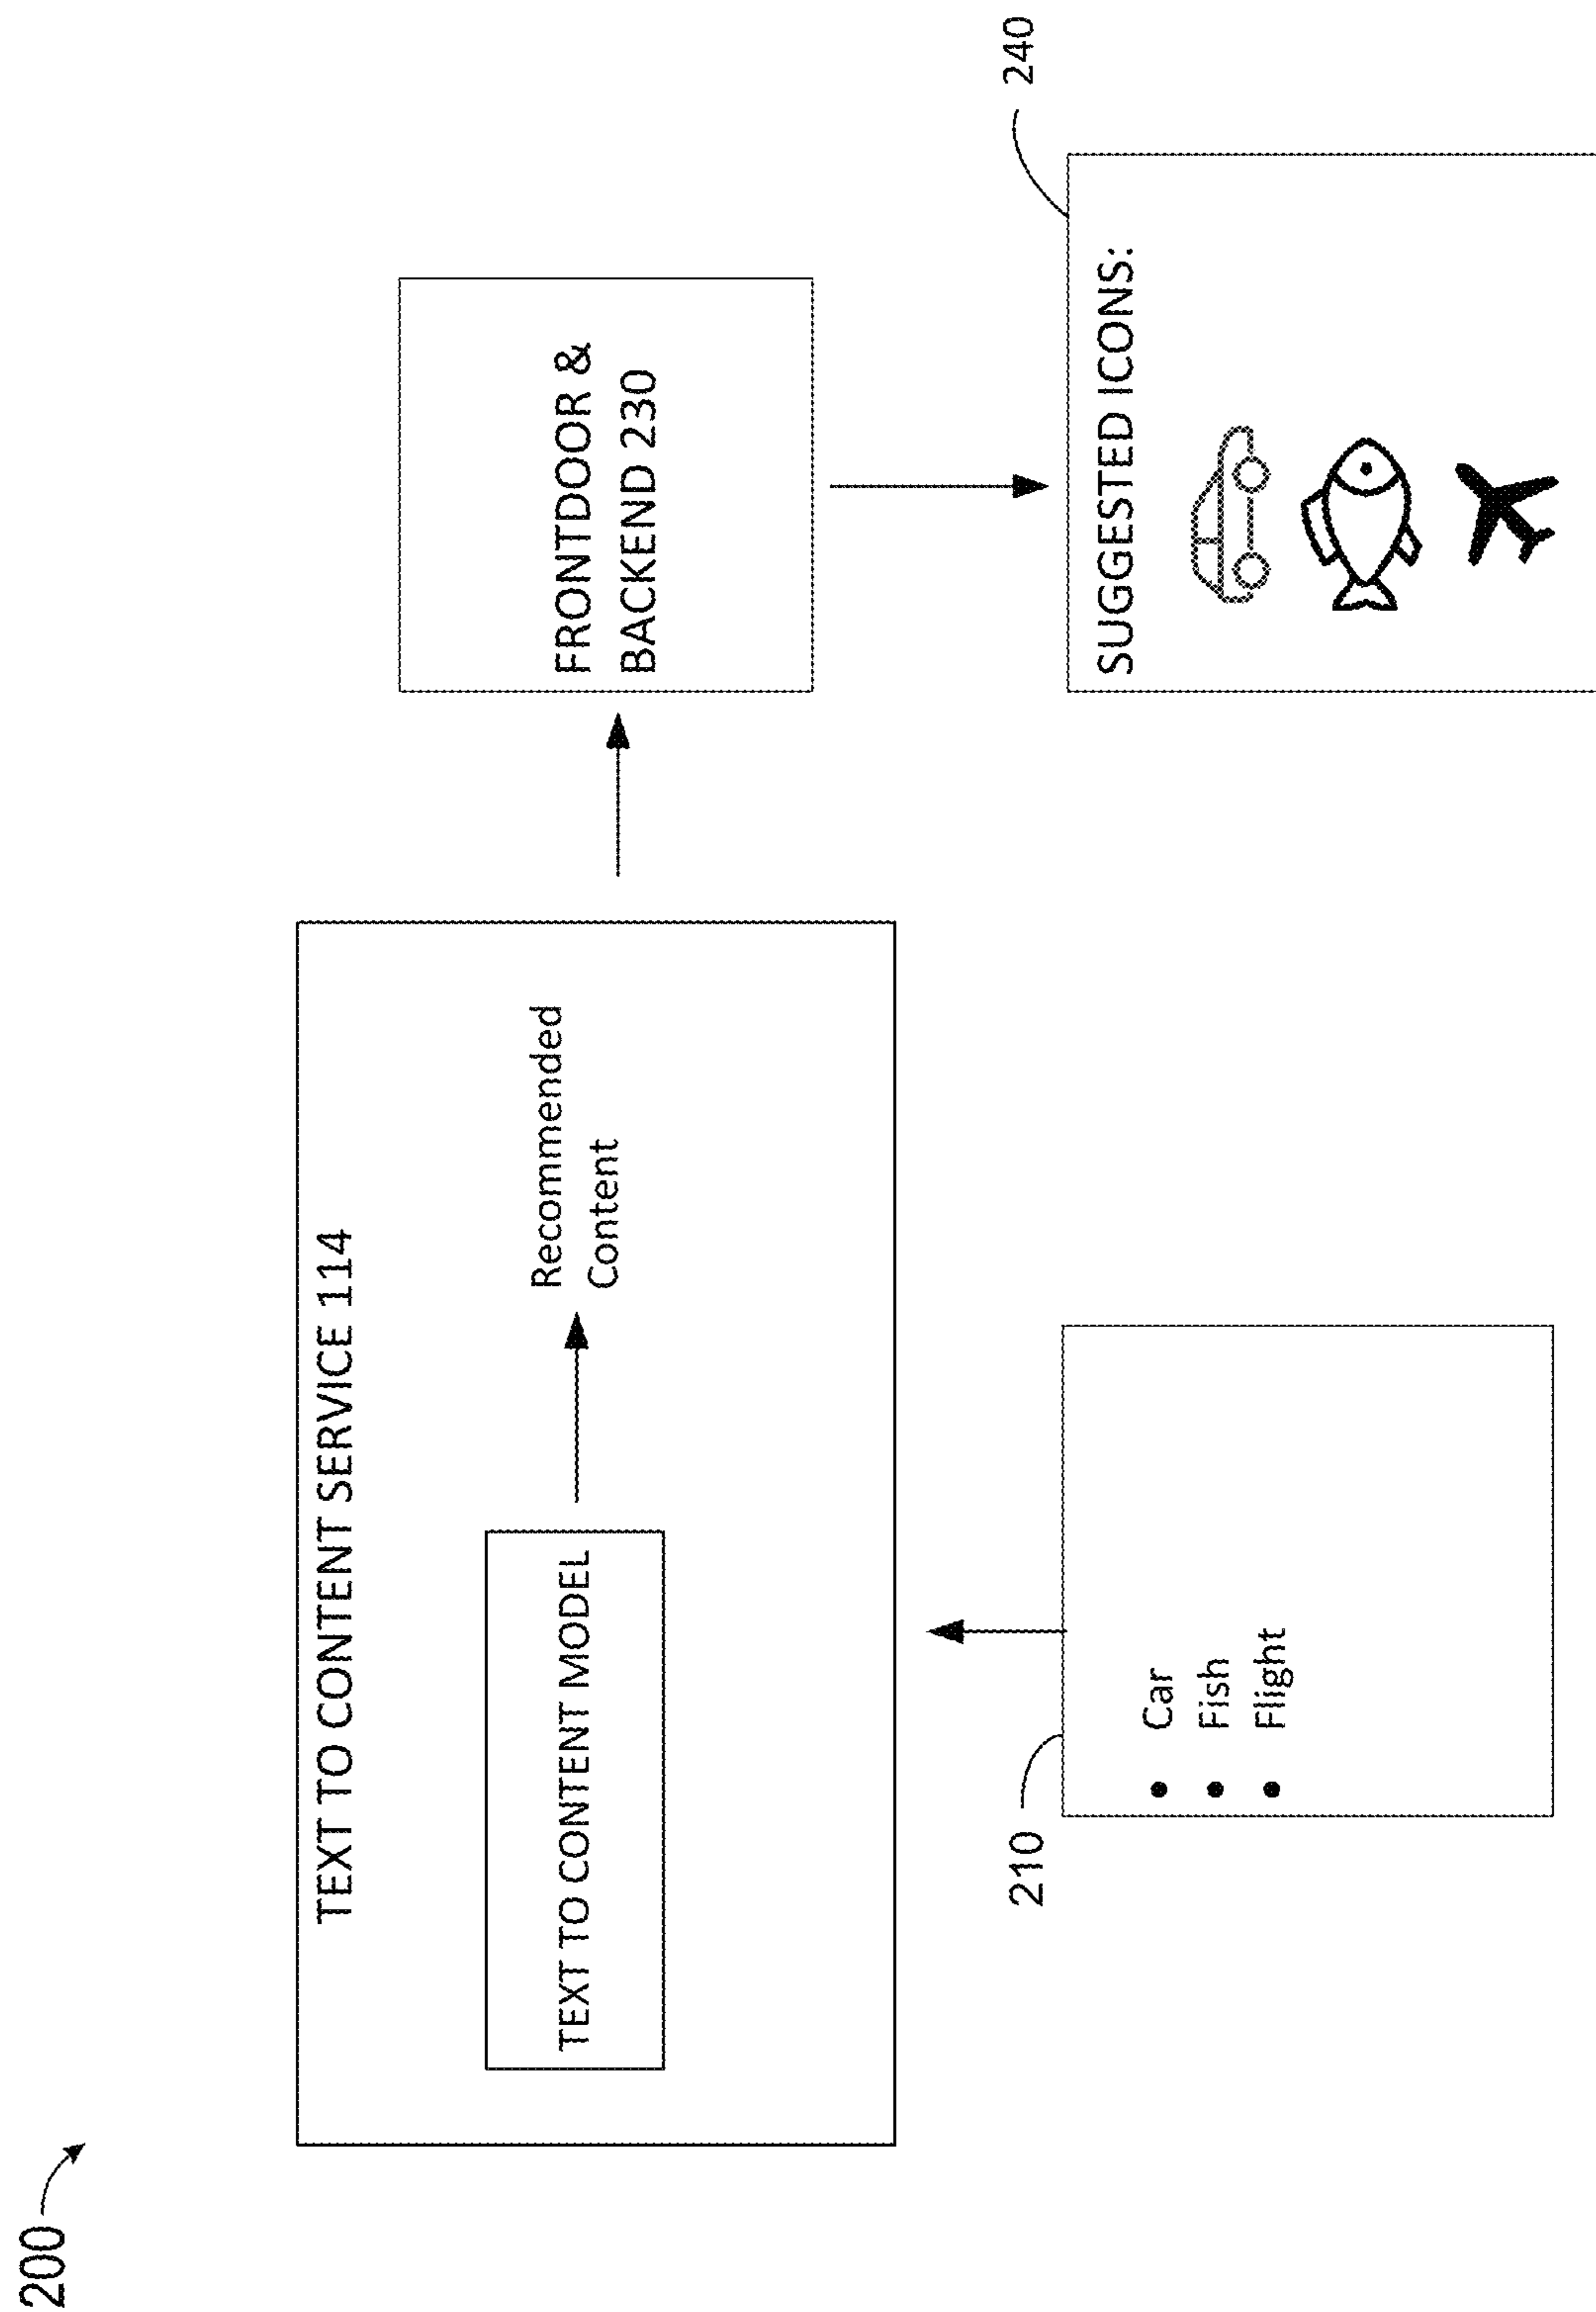 200
TEXT TO CONTENT SERVICE 114
TEXT TO CONTENT MODEL
Recommended
Content
FRONTDOOR &
BACKEND 230
210
• Car
• Fish
• Flight
240
SUGGESTED ICONS: